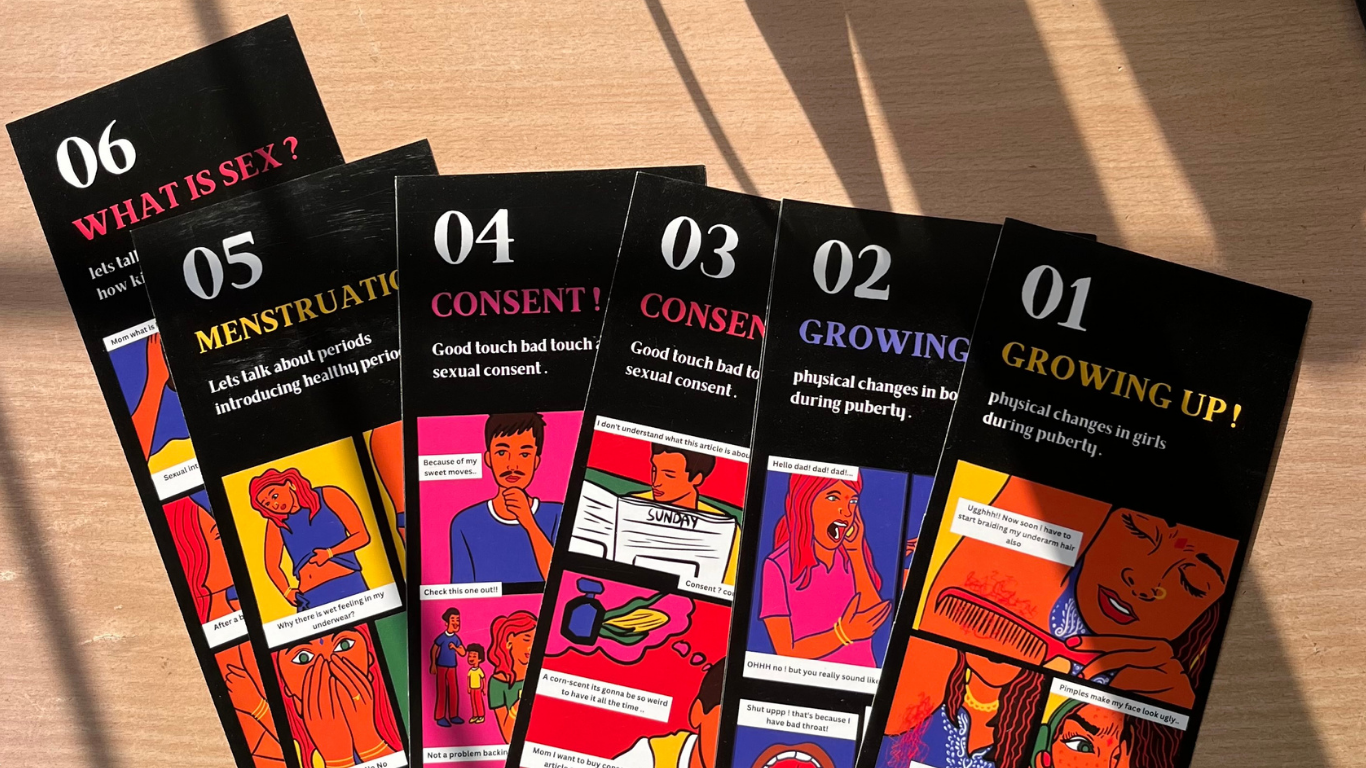 06
WHAT IS SEX ?
lets tal
how ki
Mom what is
Sexual int
After a b
05
MENSTRUATIO
Lets talk about periods
introducing healthy perio
Why there is wet feeling in my
underwear?
No
04
CONSENT !
Good touch bad touch
sexual consent .
Because of my
sweet moves..
Check this one out!!
Not a problem backin
03
CONSEN
Good touch bad to
sexual consent .
I don't understand what this article is abou
SUNDAY
Consent ? co
A corn-scent its gonna be so weird
to have it all the time ..
Mom I want to buy con
02
GROWING
physical changes in bo
during puberty .
Hello dad! dad! dad!...
OHHH no ! but you really sound lik
Shut uppp ! that's because I
have bad throat!
01
GROWING UP !
physical changes in girls
during puberty .
Ugghhh!! Now soon I have to
start braiding my underarm hair
also
Pimples make my face look ugly..